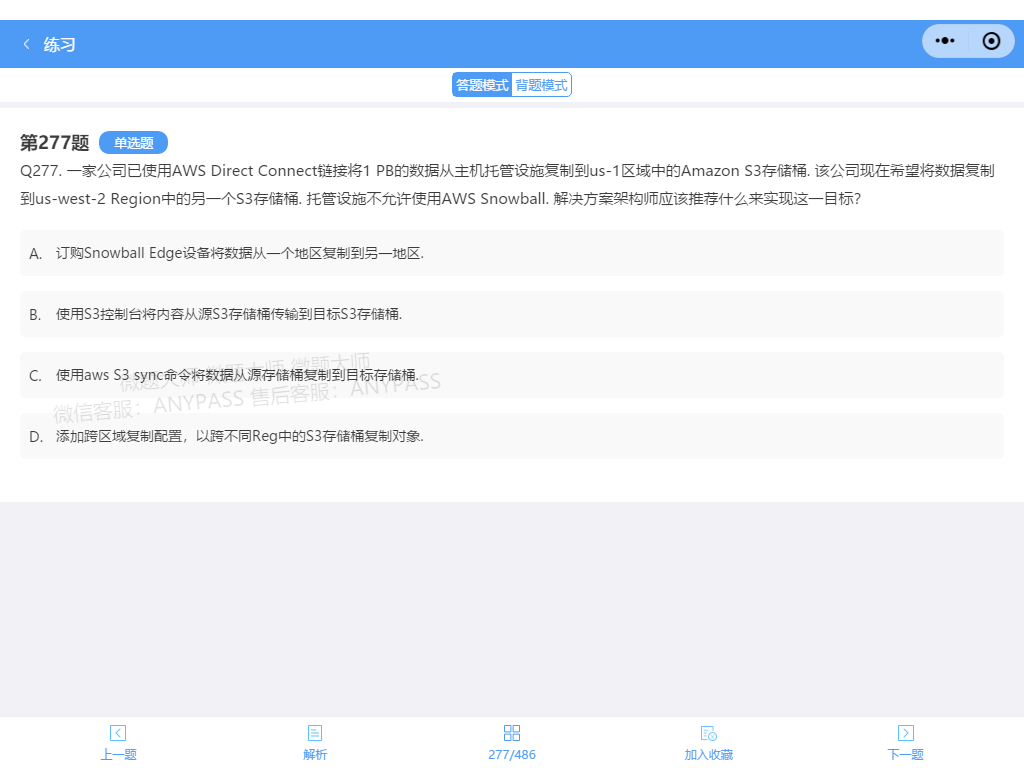 练习
答题模式 背题模式
第277题 单选题
Q277. 一家公司已使用AWS Direct Connect链接将1 PB的数据从主机托管设施复制到us-1区域中的Amazon S3存储桶. 该公司现在希望将数据复制
到us-west-2 Region中的另一个S3存储桶. 托管设施不允许使用AWS Snowball. 解决方案架构师应该推荐什么来实现这一目标?
A. 订购Snowball Edge设备将数据从一个地区复制到另一地区.
B. 使用S3控制台将内容从源S3存储桶传输到目标S3存储桶.
C. 使用aws S3 sync命令将数据从源存储桶复制到目标存储桶.
微题大师 微题大师 微题大师
微信客服：ANYPASS 售后客服：ANYPASS
D. 添加跨区域复制配置，以跨不同Reg中的S3存储桶复制对象.
上一题 解析 277/486 加入收藏 下一题